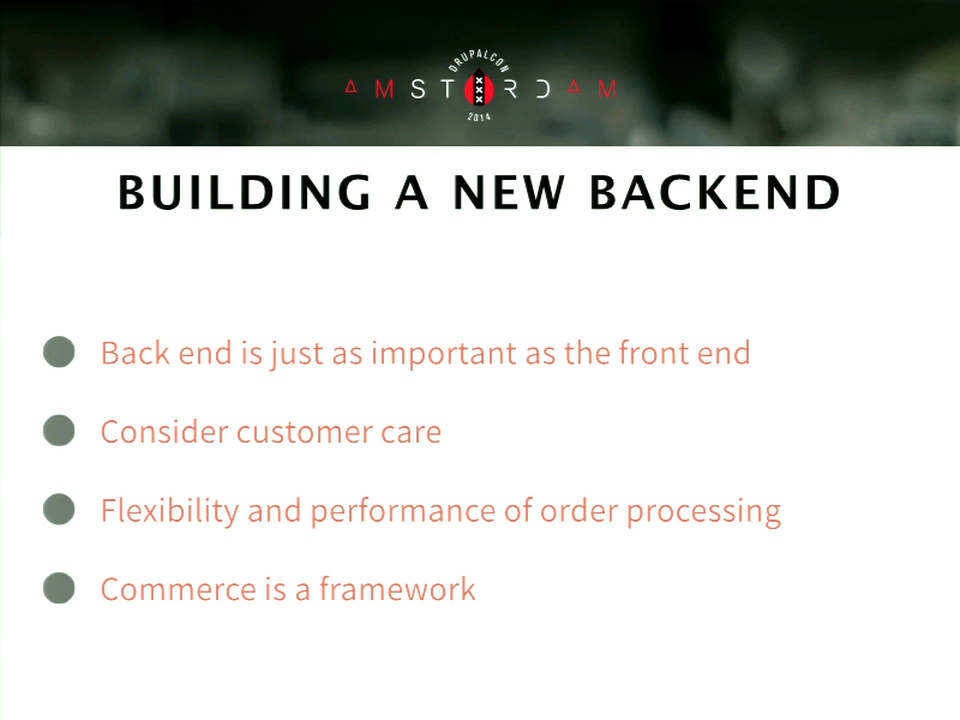 DRUPALCON
AMSTERDAM
2014
BUILDING A NEW BACKEND
Back end is just as important as the front end
Consider customer care
Flexibility and performance of order processing
Commerce is a framework